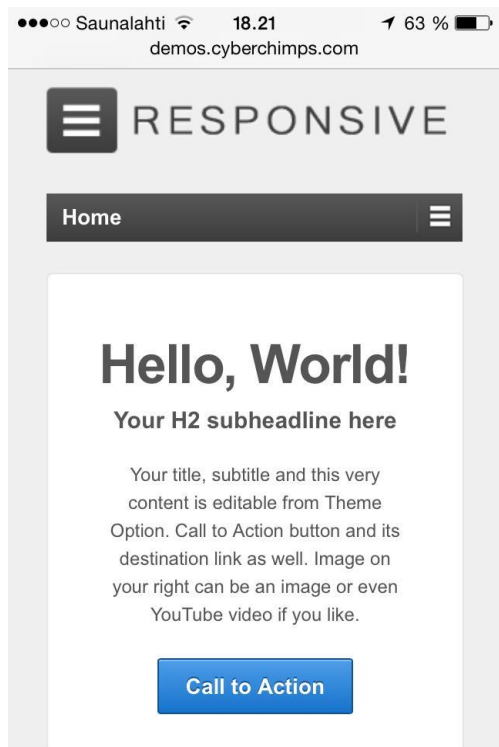 Saunalahti 18.21 63 %
demos.cyberchimps.com
RESPONSIVE
Home
Hello, World!
Your H2 subheadline here
Your title, subtitle and this very
content is editable from Theme
Option. Call to Action button and its
destination link as well. Image on
your right can be an image or even
YouTube video if you like.
Call to Action